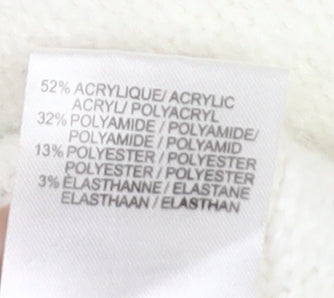 52% ACRYLIQUE/ ACRYLIC
ACRYL/ POLYACRYL
32% POLYAMIDE / POLYAMIDE/
POLYAMIDE / POLYAMID
13% POLYESTER / POLYESTER
POLYESTER / POLYESTER
3% ÉLASTHANNE / ELASTANE
ELASTHAAN / ELASTHAN